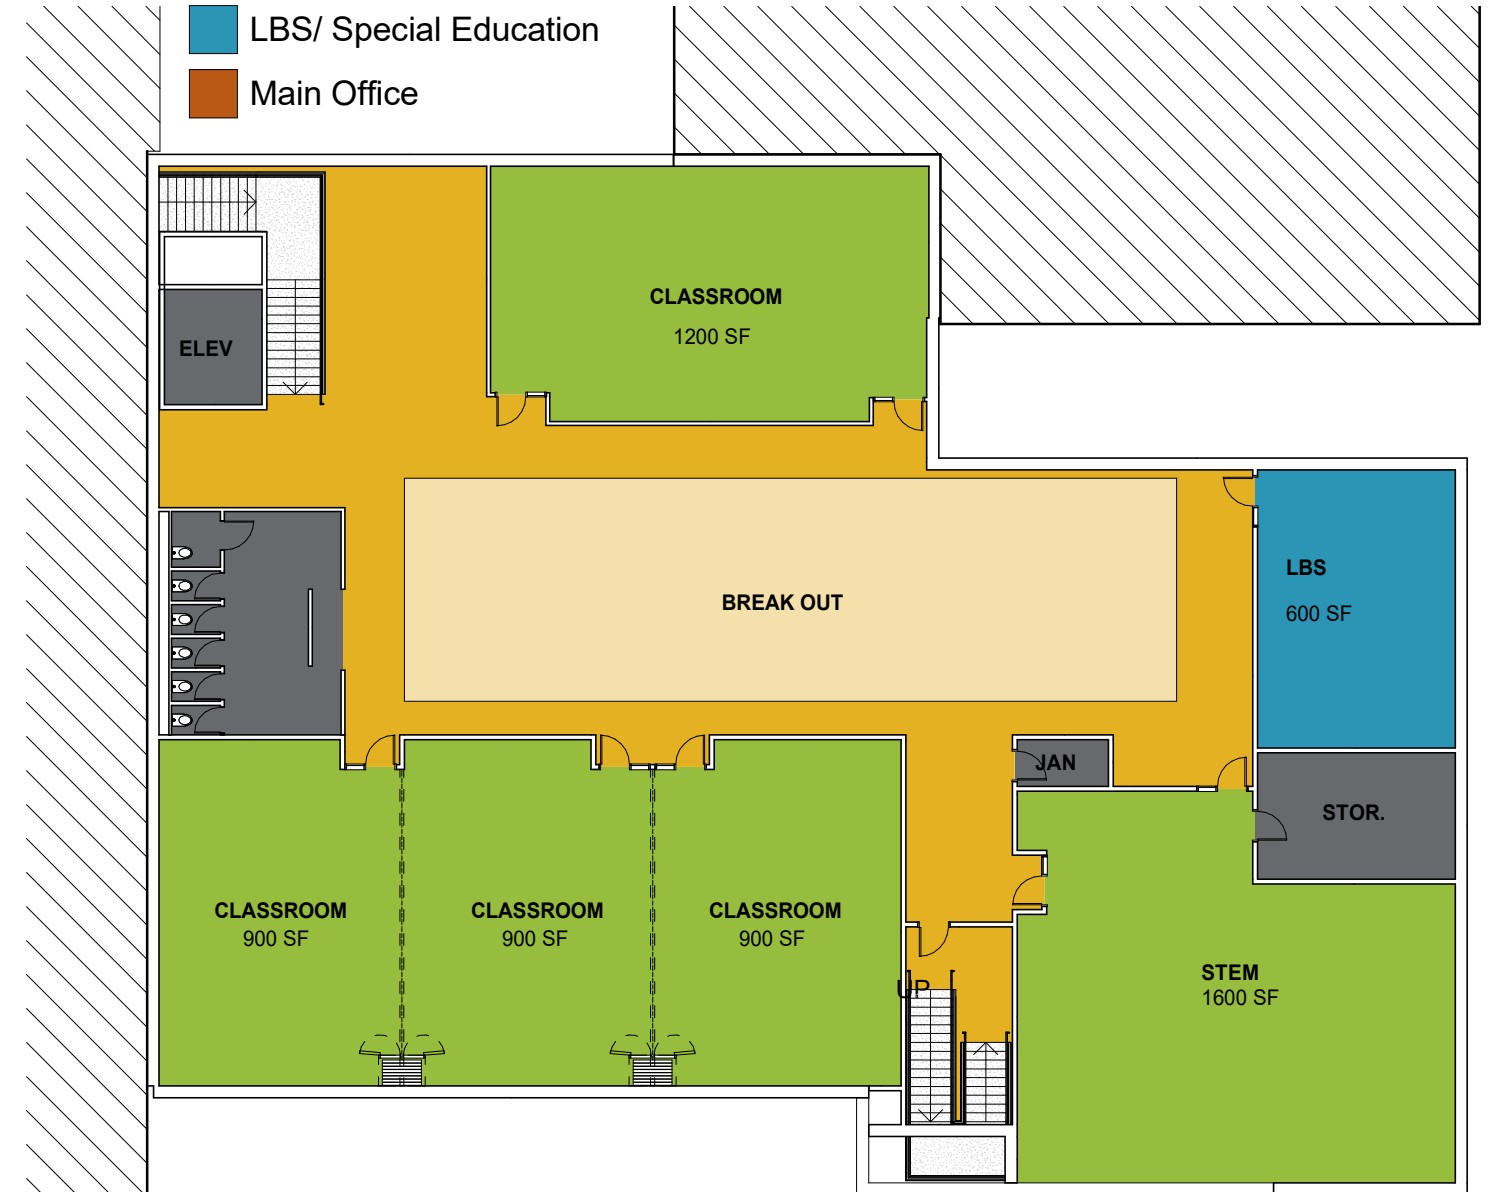 LBS/ Special Education
Main Office
CLASSROOM
1200 SF
ELEV
BREAK OUT
LBS
600 SF
JAN
STOR.
CLASSROOM
900 SF
CLASSROOM
900 SF
CLASSROOM
900 SF
UP
STEM
1600 SF